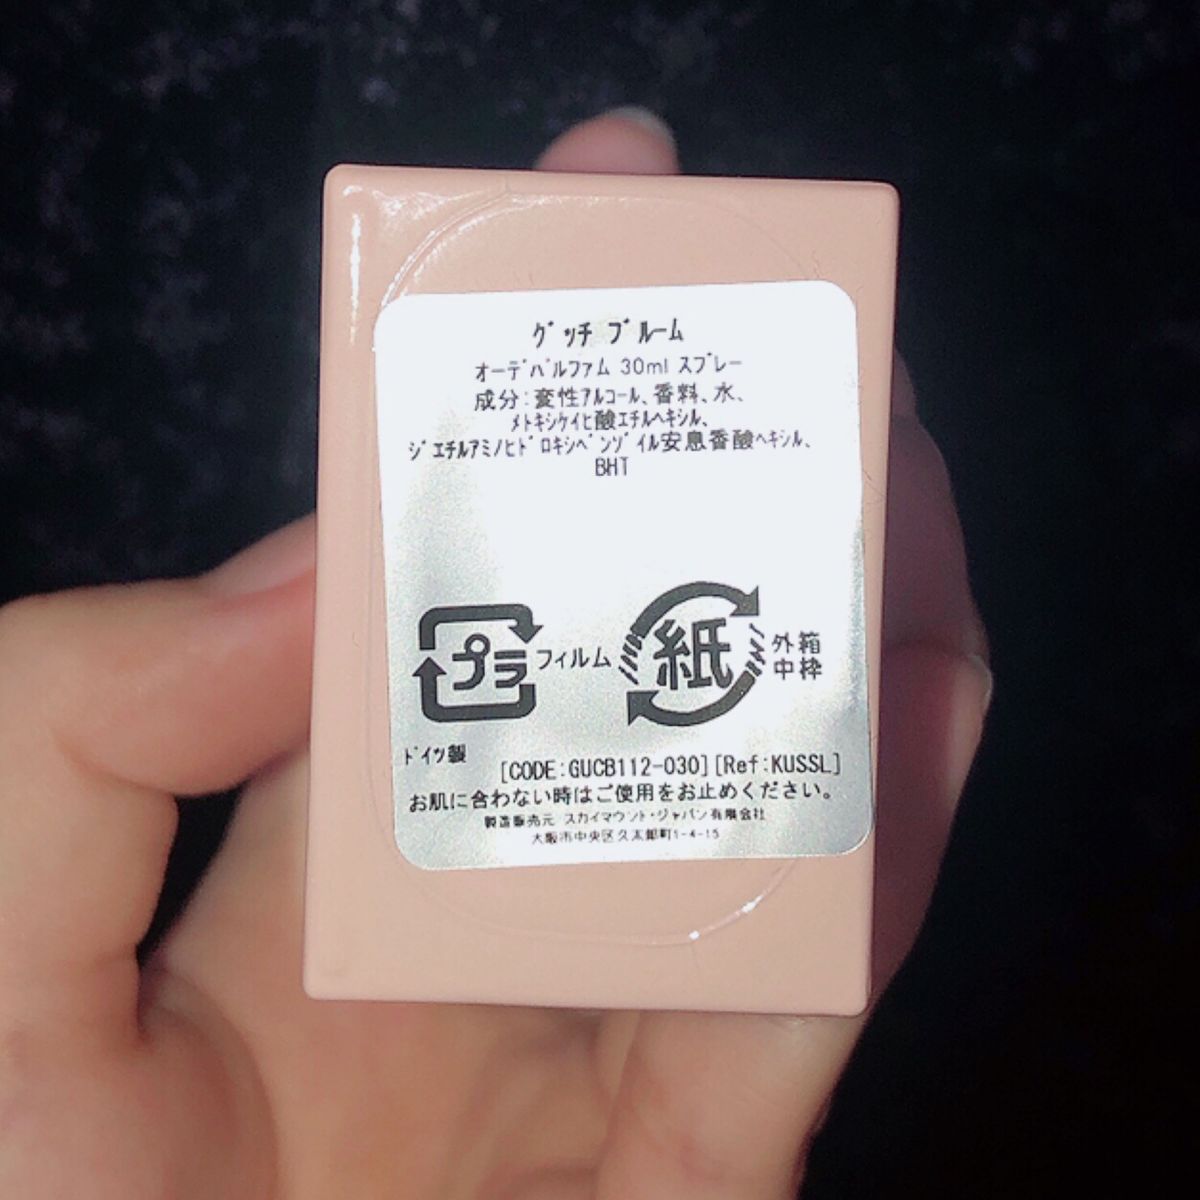 グッチ ブルーム
オーデパルファム 30ml スプレー
成分:変性アルコール、香料、水、
メトキシケイヒ酸エチルヘキシル、
ジエチルアミノヒドロキシベンゾイル安息香酸ヘキシル、
BHT
プラ フィルム 紙 外箱
中枠
ドイツ製
[CODE:GUCB112-030][Ref:KUSSL]
お肌に合わない時はご使用をお止めください。
製造販売元 スカイマウント・ジャパン有限会社
大阪市中央区久太郎町1-4-15